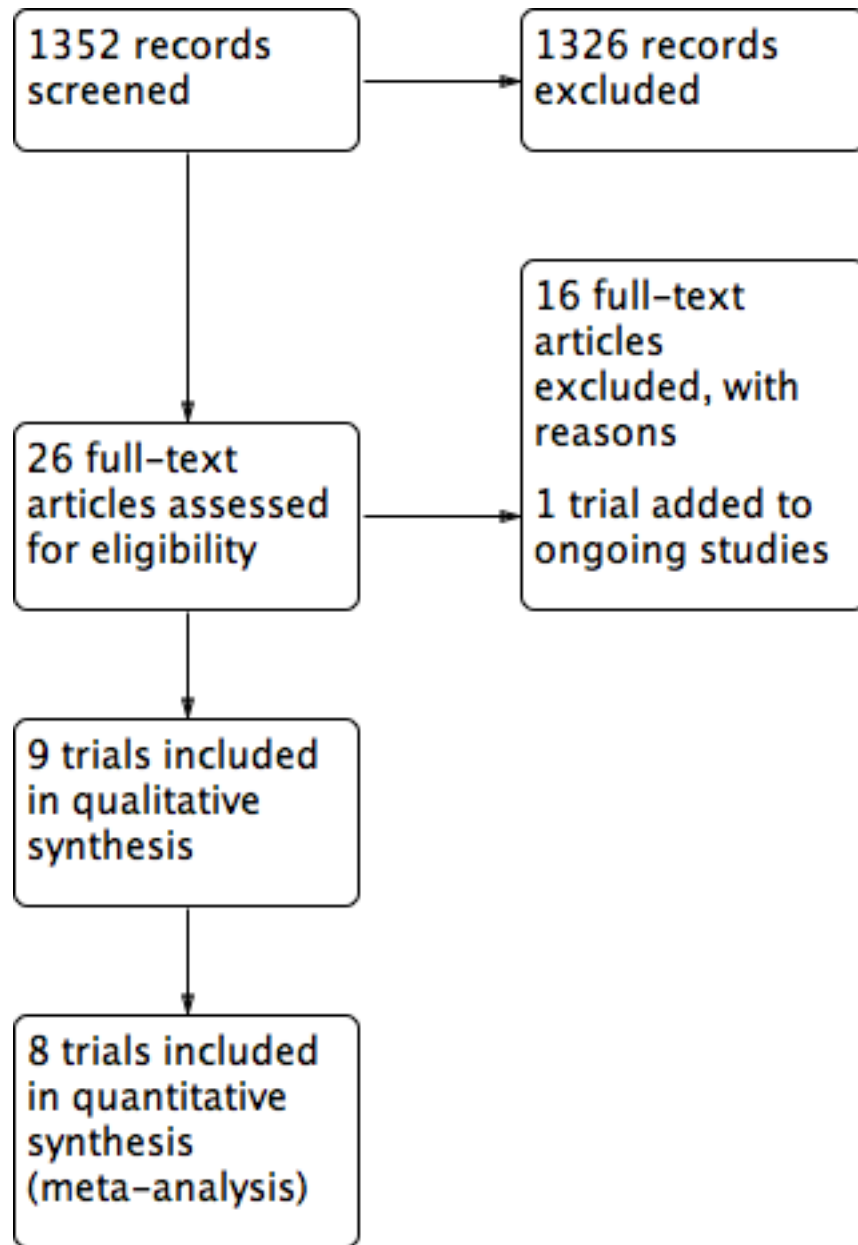 1352 records
screened
1326 records
excluded
16 full-text
articles
excluded, with
reasons
1 trial added to
ongoing studies
26 full-text
articles assessed
for eligibility
9 trials included
in qualitative
synthesis
8 trials included
in quantitative
synthesis
(meta-analysis)